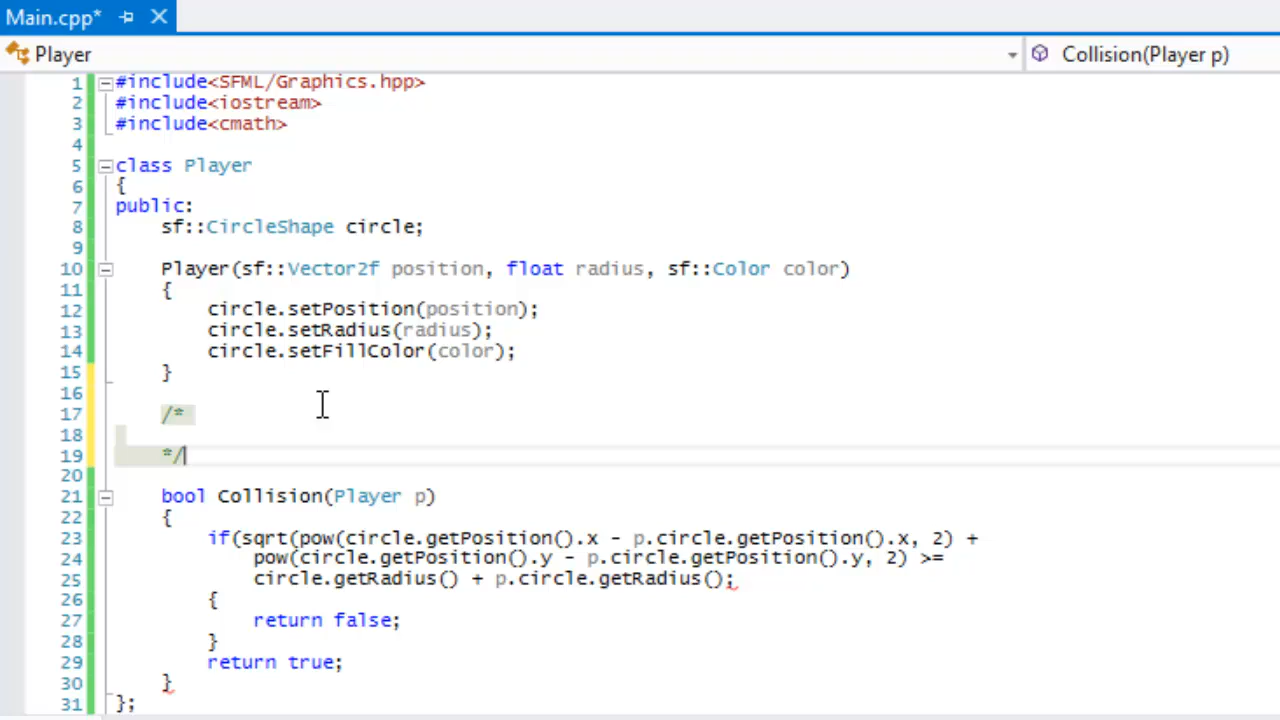 Main.cpp*
Player
Collision(Player p)
1 #include<SFML/Graphics.hpp>
2 #include<iostream>
3 #include<cmath>
4
5 class Player
6 {
7 public:
8 sf::CircleShape circle;
9
10 Player(sf::Vector2f position, float radius, sf::Color color)
11 {
12 circle.setPosition(position);
13 circle.setRadius(radius);
14 circle.setFillColor(color);
15 }
16
17 /*
18
19 */
20
21 bool Collision(Player p)
22 {
23 if(sqrt(pow(circle.getPosition().x - p.circle.getPosition().x, 2) +
24 pow(circle.getPosition().y - p.circle.getPosition().y, 2) >=
25 circle.getRadius() + p.circle.getRadius();
26 {
27 return false;
28 }
29 return true;
30 }
31 };